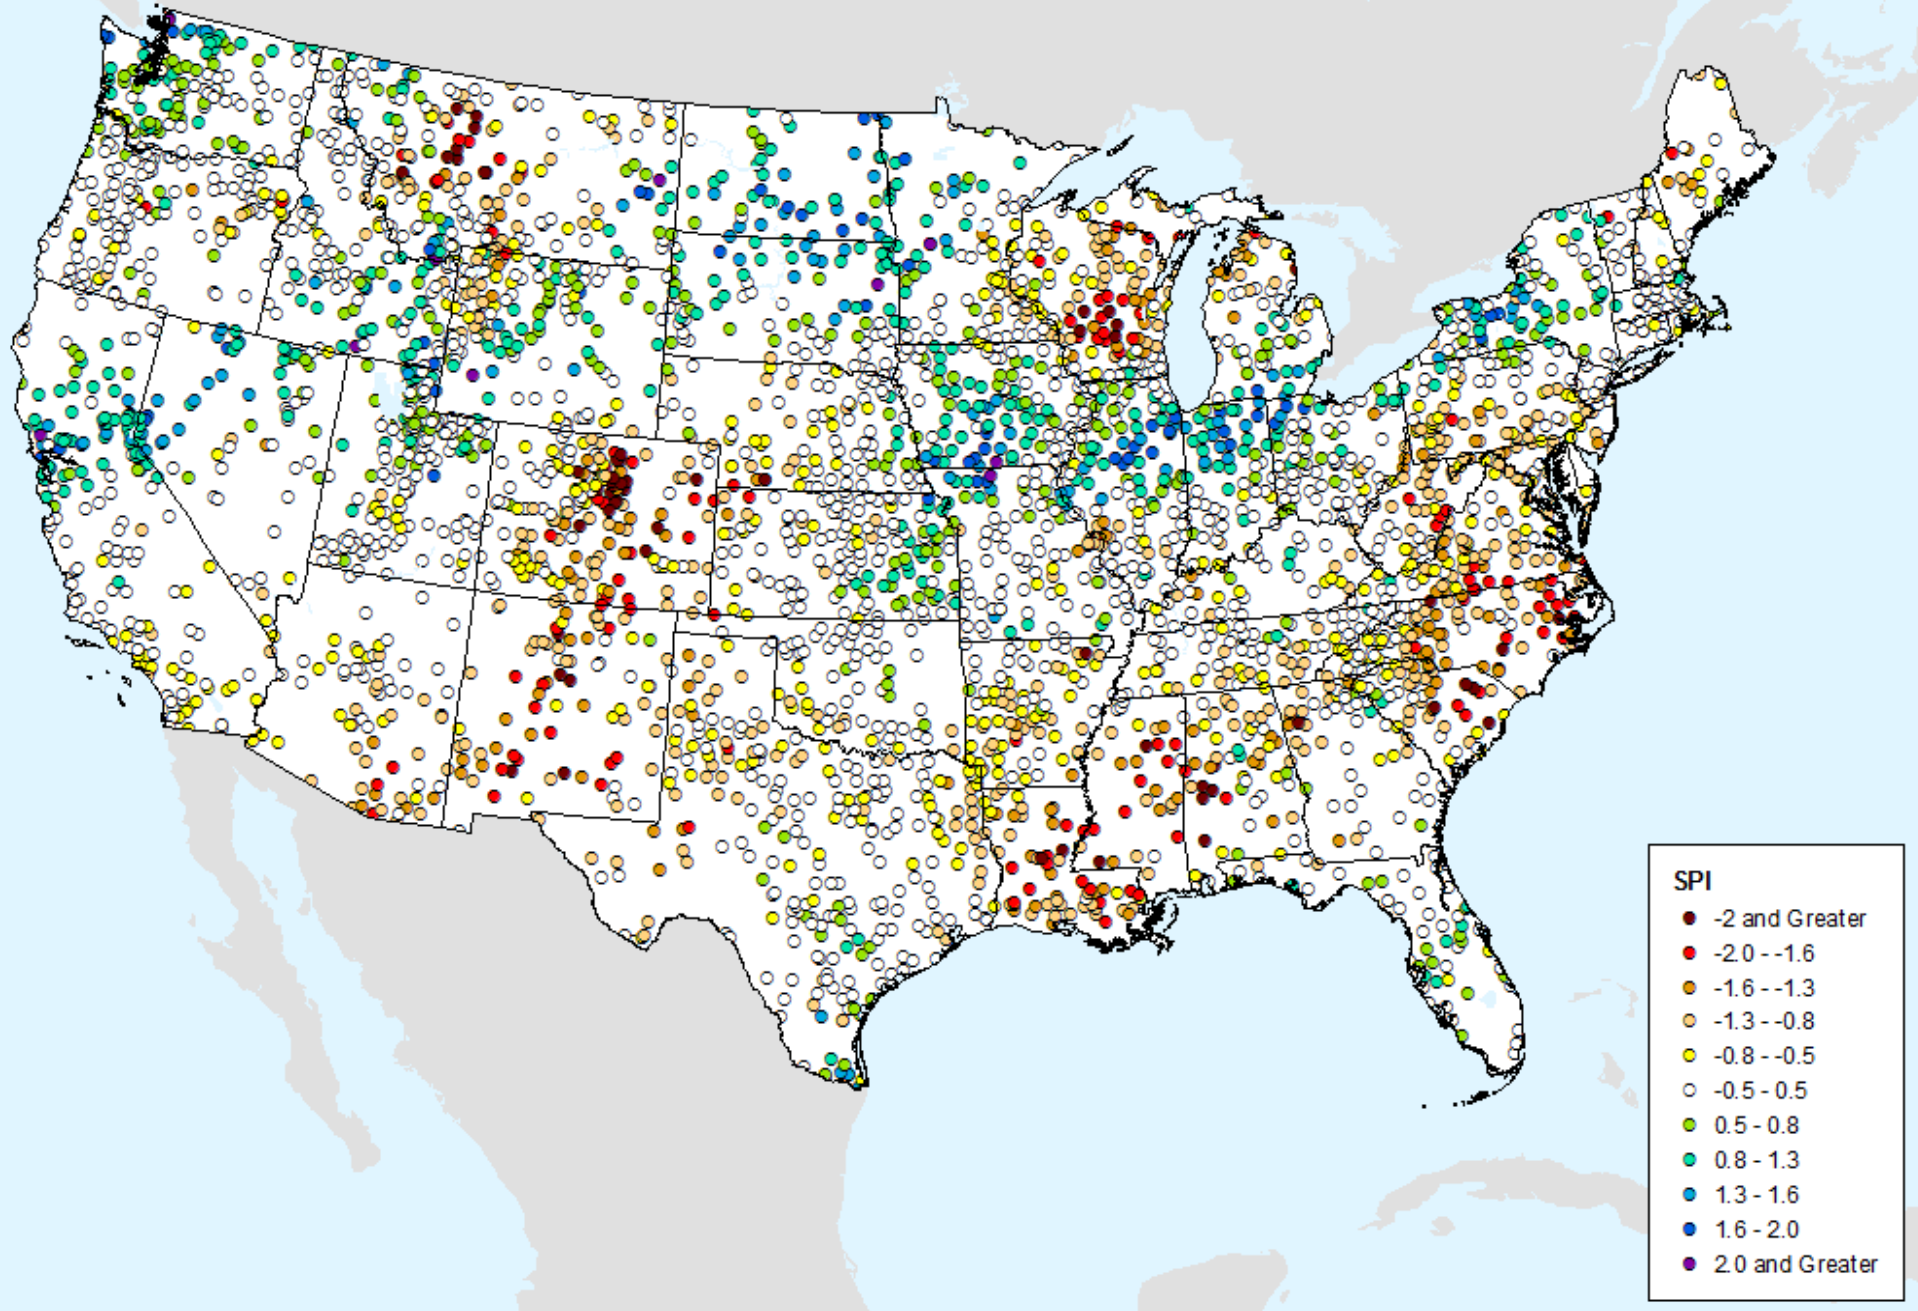 SPI
-2 and Greater
-2.0 - -1.6
-1.6 - -1.3
-1.3 - -0.8
-0.8 - -0.5
-0.5 - 0.5
0.5 - 0.8
0.8 - 1.3
1.3 - 1.6
1.6 - 2.0
2.0 and Greater